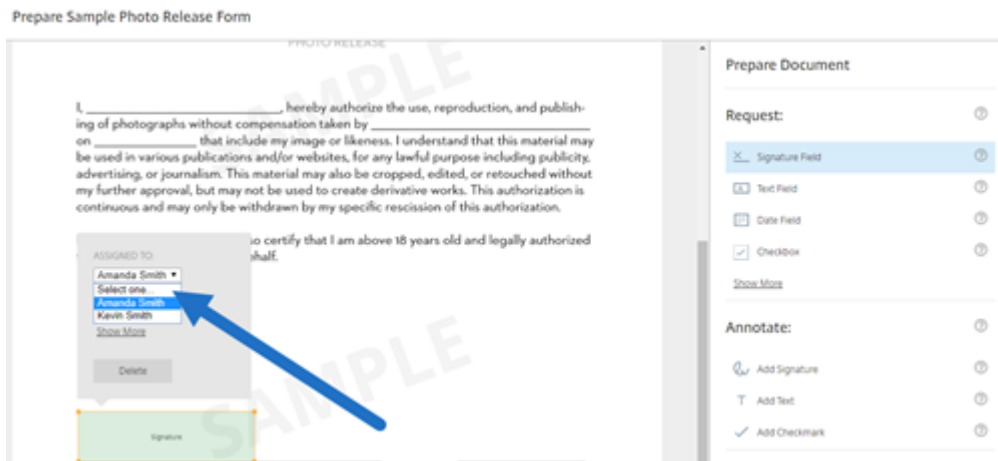 Prepare Sample Photo Release Form
PHOTO RELEASE
SAMPLE
I, ______________________, hereby authorize the use, reproduction, and publish-
ing of photographs without compensation taken by ______________________
on ____________ that include my image or likeness. I understand that this material may
be used in various publications and/or websites, for any lawful purpose including publicity,
advertising, or journalism. This material may also be cropped, edited, or retouched without
my further approval, but may not be used to create derivative works. This authorization is
continuous and may only be withdrawn by my specific rescission of this authorization.
so certify that I am above 18 years old and legally authorized
half.
ASSIGNED TO
Amanda Smith
Select one...
Amanda Smith
Kevin Smith
Show More
Delete
SAMPLE
Signature
Prepare Document
Request:
Signature Field
Text Field
Date Field
Checkbox
Show More
Annotate:
Add Signature
Add Text
Add Checkmark